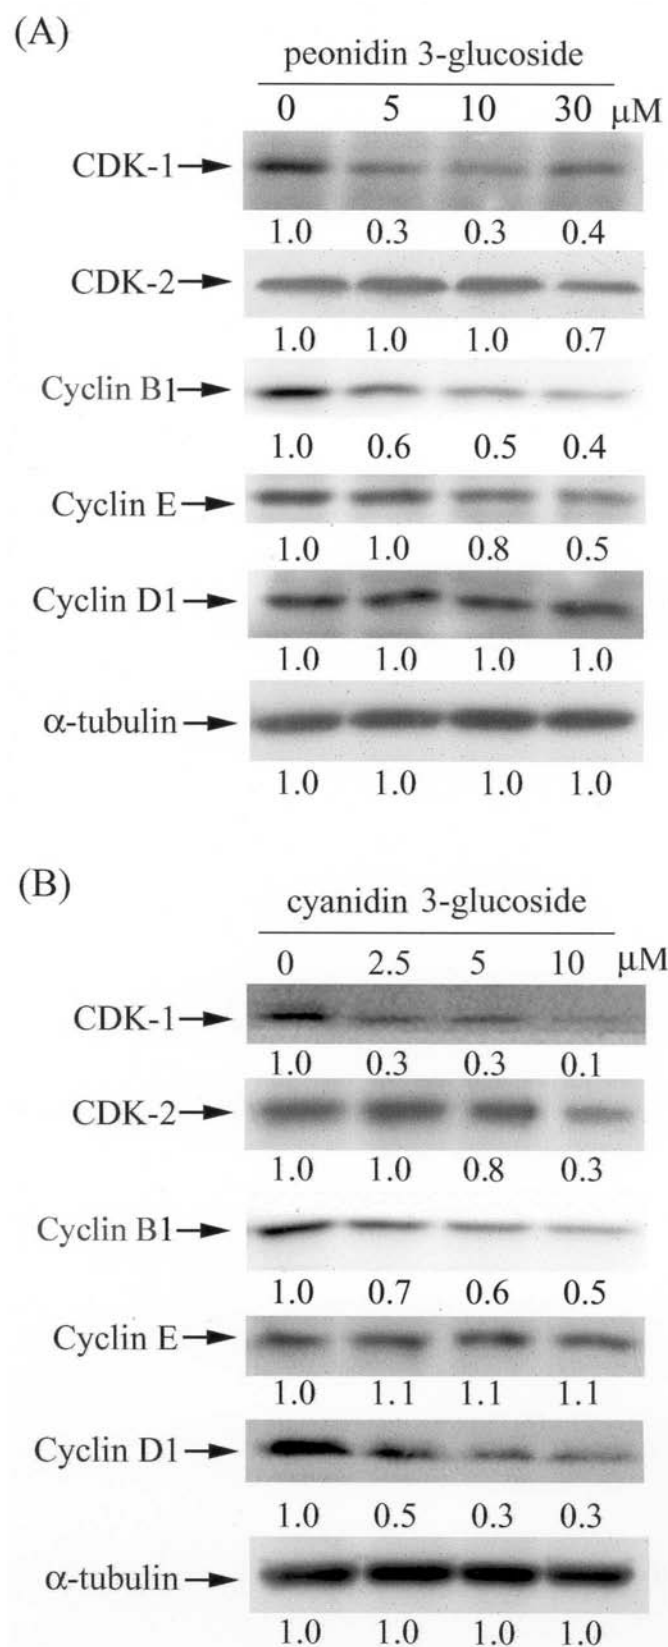 (A)
peonidin 3-glucoside
0 5 10 30 μM
CDK-1
1.0 0.3 0.3 0.4
CDK-2
1.0 1.0 1.0 0.7
Cyclin B1
1.0 0.6 0.5 0.4
Cyclin E
1.0 1.0 0.8 0.5
Cyclin D1
1.0 1.0 1.0 1.0
α-tubulin
1.0 1.0 1.0 1.0
(B)
cyanidin 3-glucoside
0 2.5 5 10 μM
CDK-1
1.0 0.3 0.3 0.1
CDK-2
1.0 1.0 0.8 0.3
Cyclin B1
1.0 0.7 0.6 0.5
Cyclin E
1.0 1.1 1.1 1.1
Cyclin D1
1.0 0.5 0.3 0.3
α-tubulin
1.0 1.0 1.0 1.0